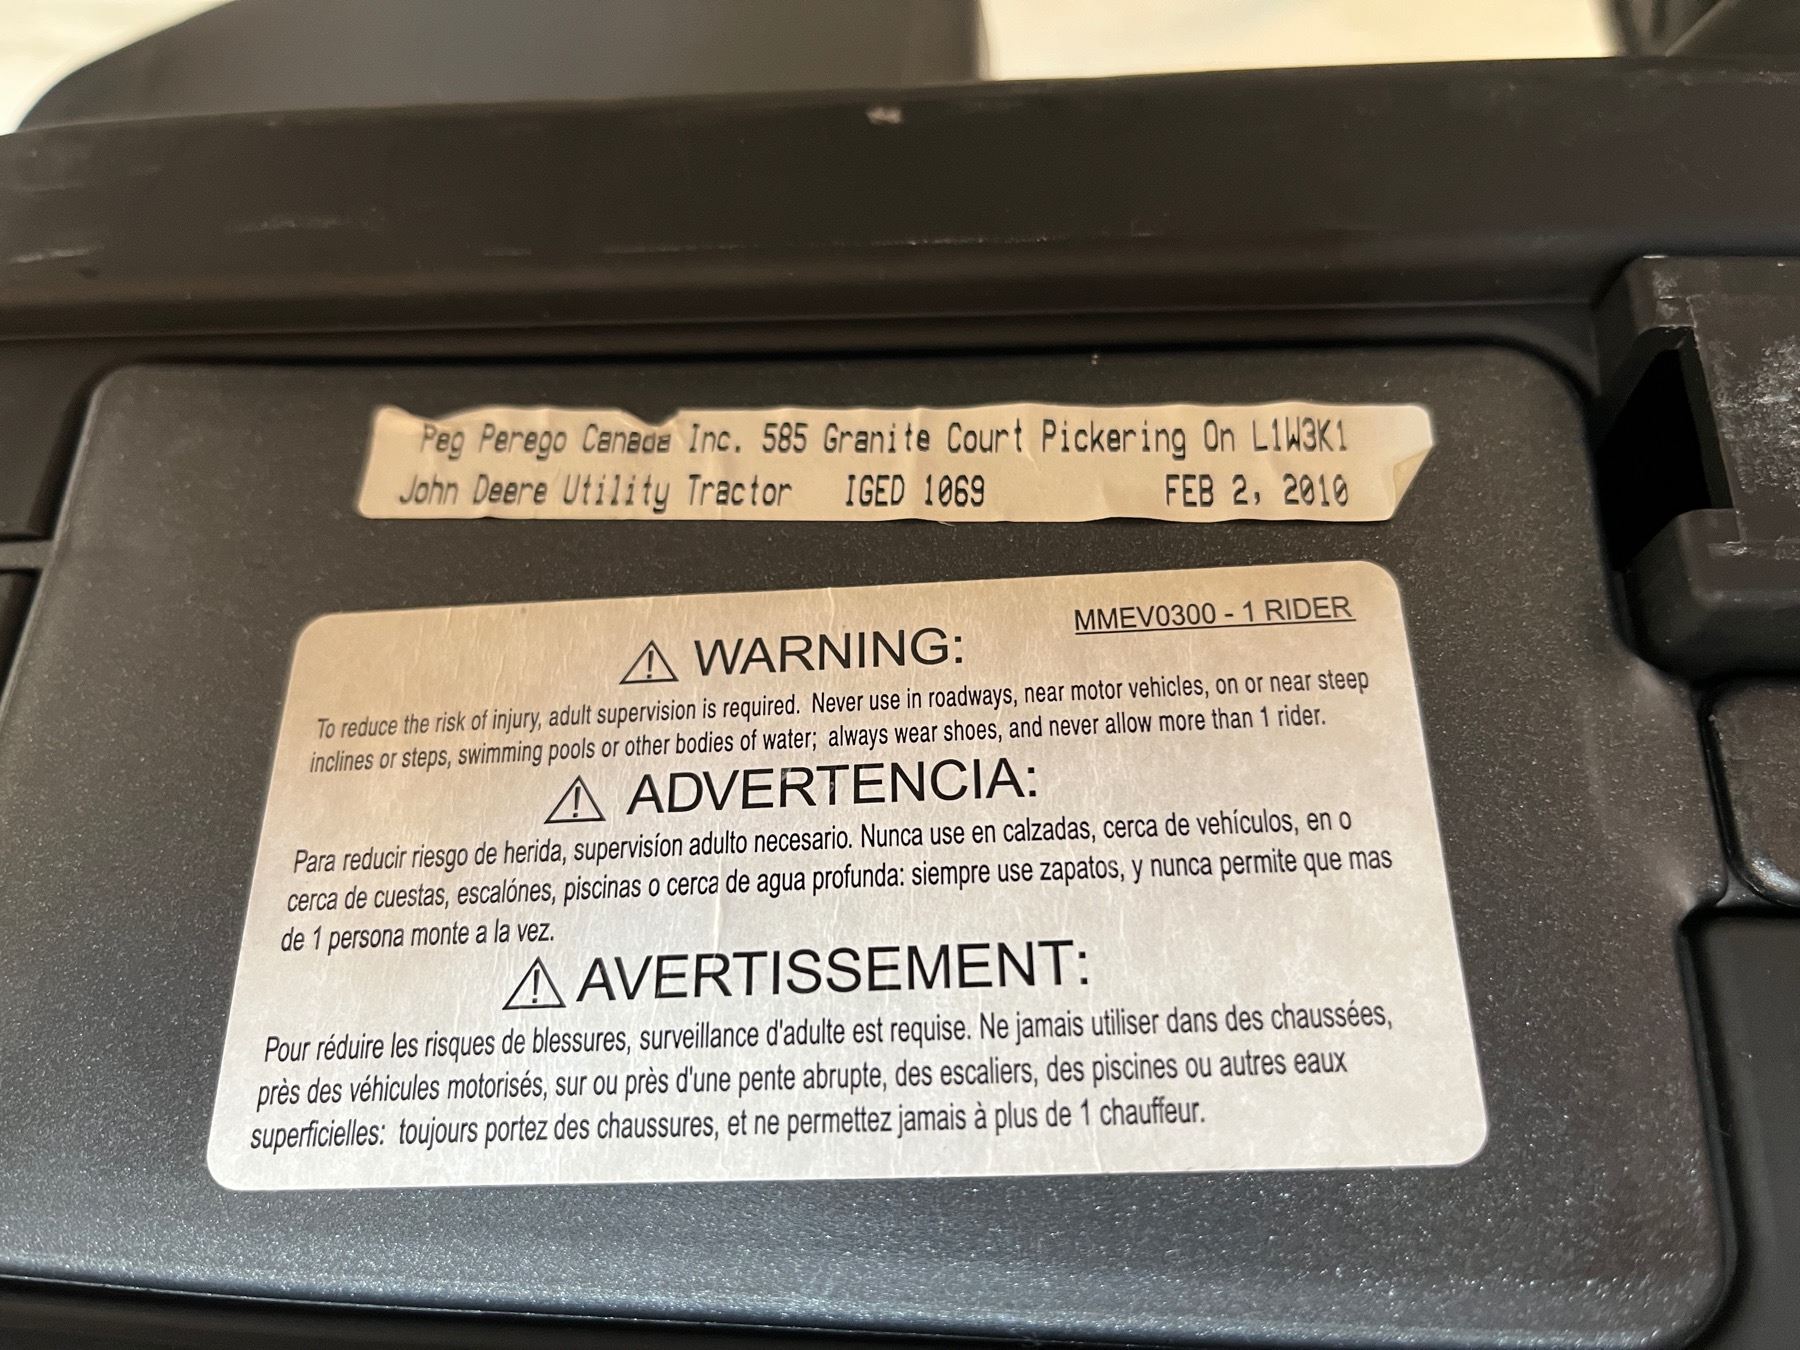 Peg Perego Canada Inc. 585 Granite Court Pickering On L1W3K1
John Deere Utility Tractor IGED 1069 FEB 2, 2010
MMEV0300 - 1 RIDER
⚠ WARNING:
To reduce the risk of injury, adult supervision is required. Never use in roadways, near motor vehicles, on or near steep
inclines or steps, swimming pools or other bodies of water; always wear shoes, and never allow more than 1 rider.
⚠ ADVERTENCIA:
Para reducir riesgo de herida, supervisíon adulto necesario. Nunca use en calzadas, cerca de vehículos, en o
cerca de cuestas, escalónes, piscinas o cerca de agua profunda: siempre use zapatos, y nunca permite que mas
de 1 persona monte a la vez.
⚠ AVERTISSEMENT:
Pour réduire les risques de blessures, surveillance d'adulte est requise. Ne jamais utiliser dans des chaussées,
près des véhicules motorisés, sur ou près d'une pente abrupte, des escaliers, des piscines ou autres eaux
superficielles: toujours portez des chaussures, et ne permettez jamais à plus de 1 chauffeur.